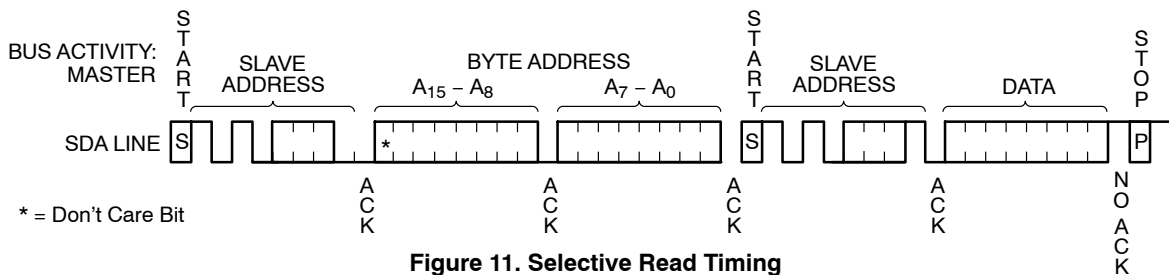 START
START
STOP
BUS ACTIVITY:
MASTER
SLAVE
ADDRESS
BYTE ADDRESS
A15 – A8
A7 – A0
SLAVE
ADDRESS
DATA
SDA LINE
S
*
S
P
ACK
ACK
ACK
ACK
NO ACK
* = Don't Care Bit
Figure 11. Selective Read Timing